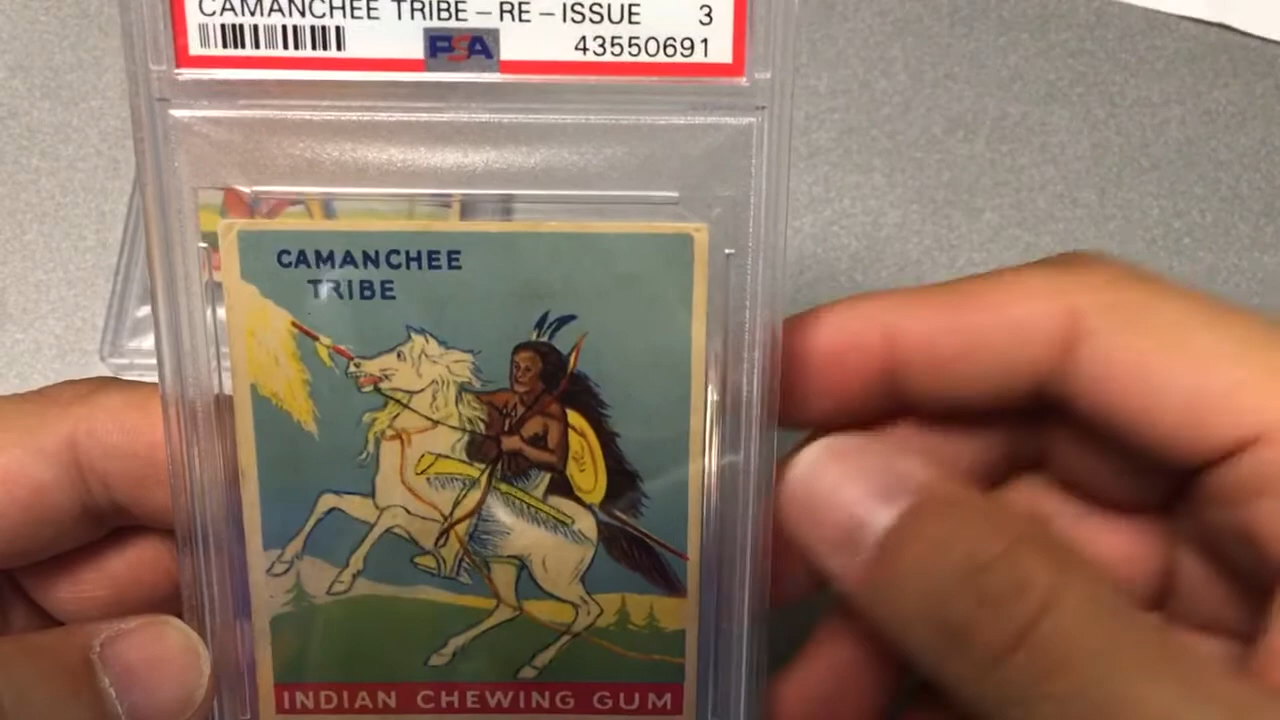 CAMANCHEE TRIBE – RE – ISSUE 3
PSA 43550691
CAMANCHEE
TRIBE
INDIAN CHEWING GUM